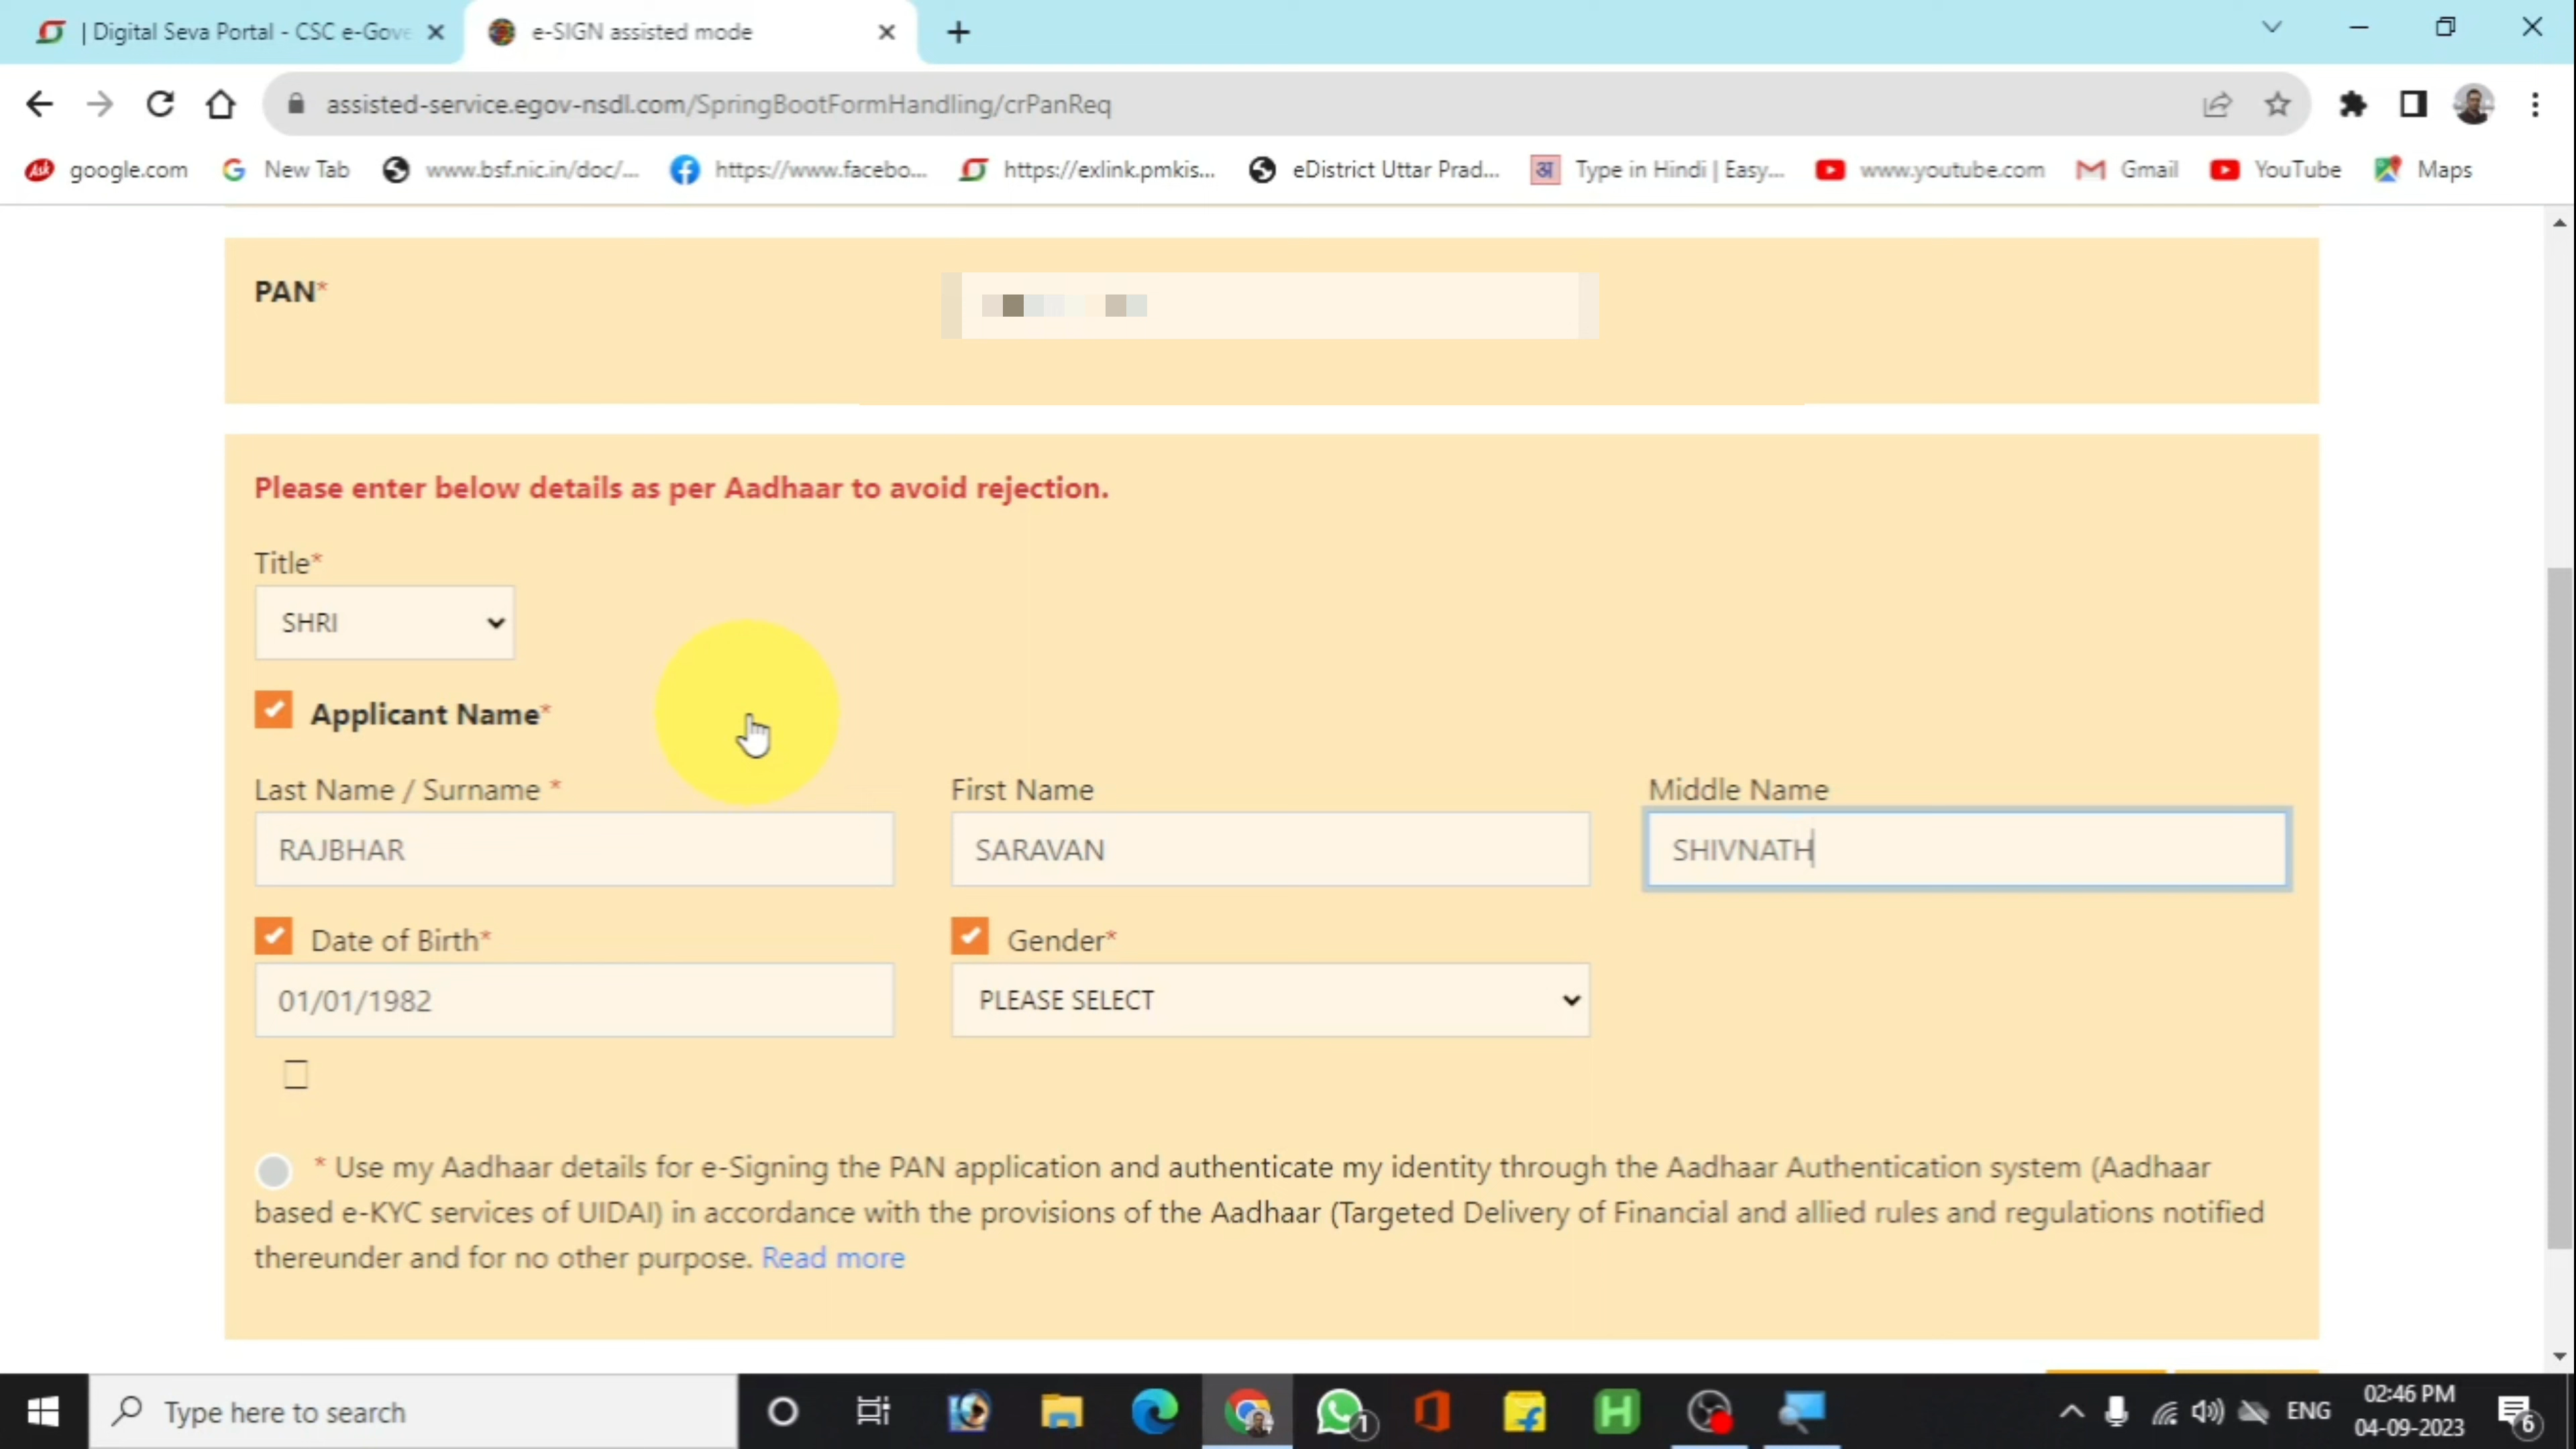 | Digital Seva Portal - CSC e-Gove
e-SIGN assisted mode
assisted-service.egov-nsdl.com/SpringBootFormHandling/crPanReq
Ask google.com
G New Tab
www.bsf.nic.in/doc/...
https://www.facebo...
https://exlink.pmkis...
eDistrict Uttar Prad...
अ Type in Hindi | Easy...
www.youtube.com
Gmail
YouTube
Maps
PAN*
Please enter below details as per Aadhaar to avoid rejection.
Title*
SHRI
Applicant Name*
Last Name / Surname * First Name Middle Name
RAJBHAR SARAVAN SHIVNATH
Date of Birth* Gender*
01/01/1982 PLEASE SELECT
* Use my Aadhaar details for e-Signing the PAN application and authenticate my identity through the Aadhaar Authentication system (Aadhaar
based e-KYC services of UIDAI) in accordance with the provisions of the Aadhaar (Targeted Delivery of Financial and allied rules and regulations notified
thereunder and for no other purpose. Read more
Type here to search
1
H
ENG
02:46 PM
04-09-2023
6